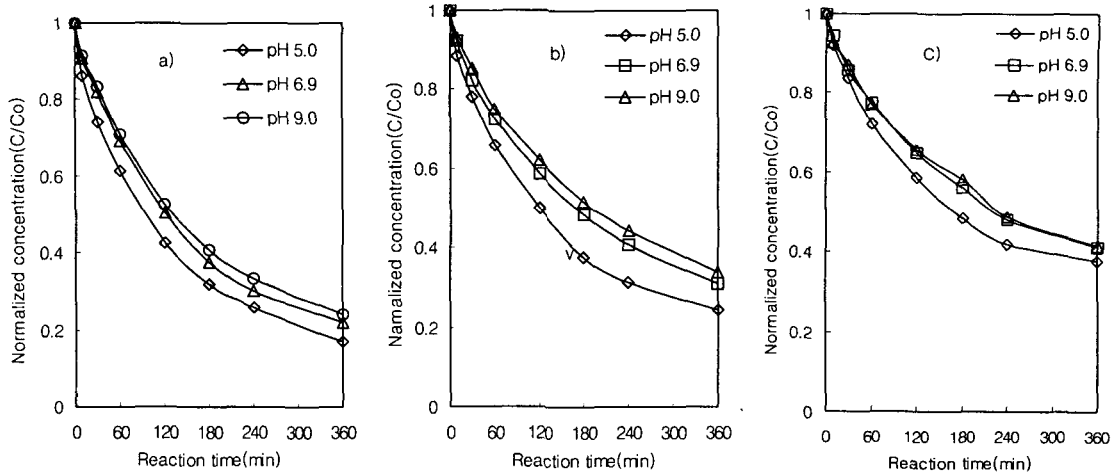 a)
pH 5.0
pH 6.9
pH 9.0
Normalized concentration(C/Co)
1
0.8
0.6
0.4
0.2
0
0 60 120 180 240 300 360
Reaction time(min)
b)
pH 5.0
pH 6.9
pH 9.0
Namalized concentration(C/Co)
1
0.8
0.6
0.4
0.2
0
v
0 60 120 180 240 300 360
Reaction time(min)
C)
pH 5.0
pH 6.9
pH 9.0
Normalized concentration(C/Co)
1
0.8
0.6
0.4
0.2
0
0 60 120 180 240 300 360
Reaction time(min)